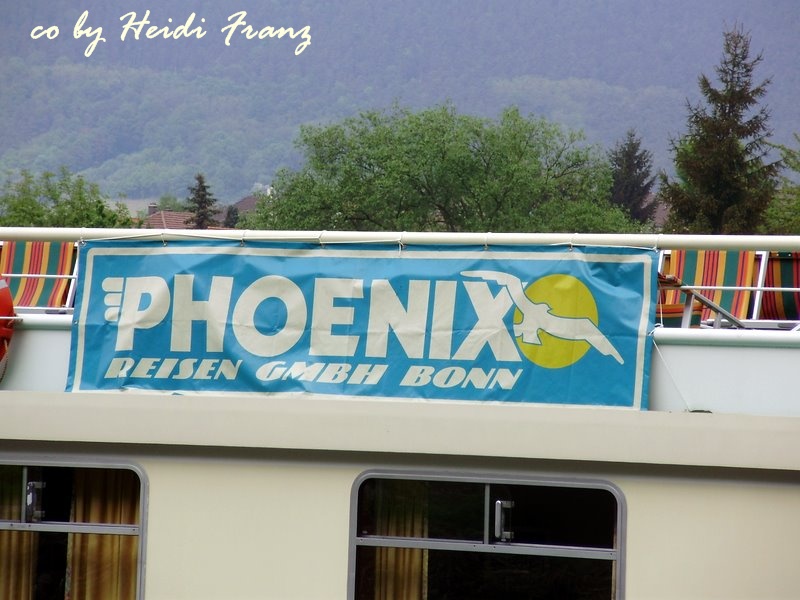 co by Heidi Franz
PHOENIX
REISEN GMBH BONN